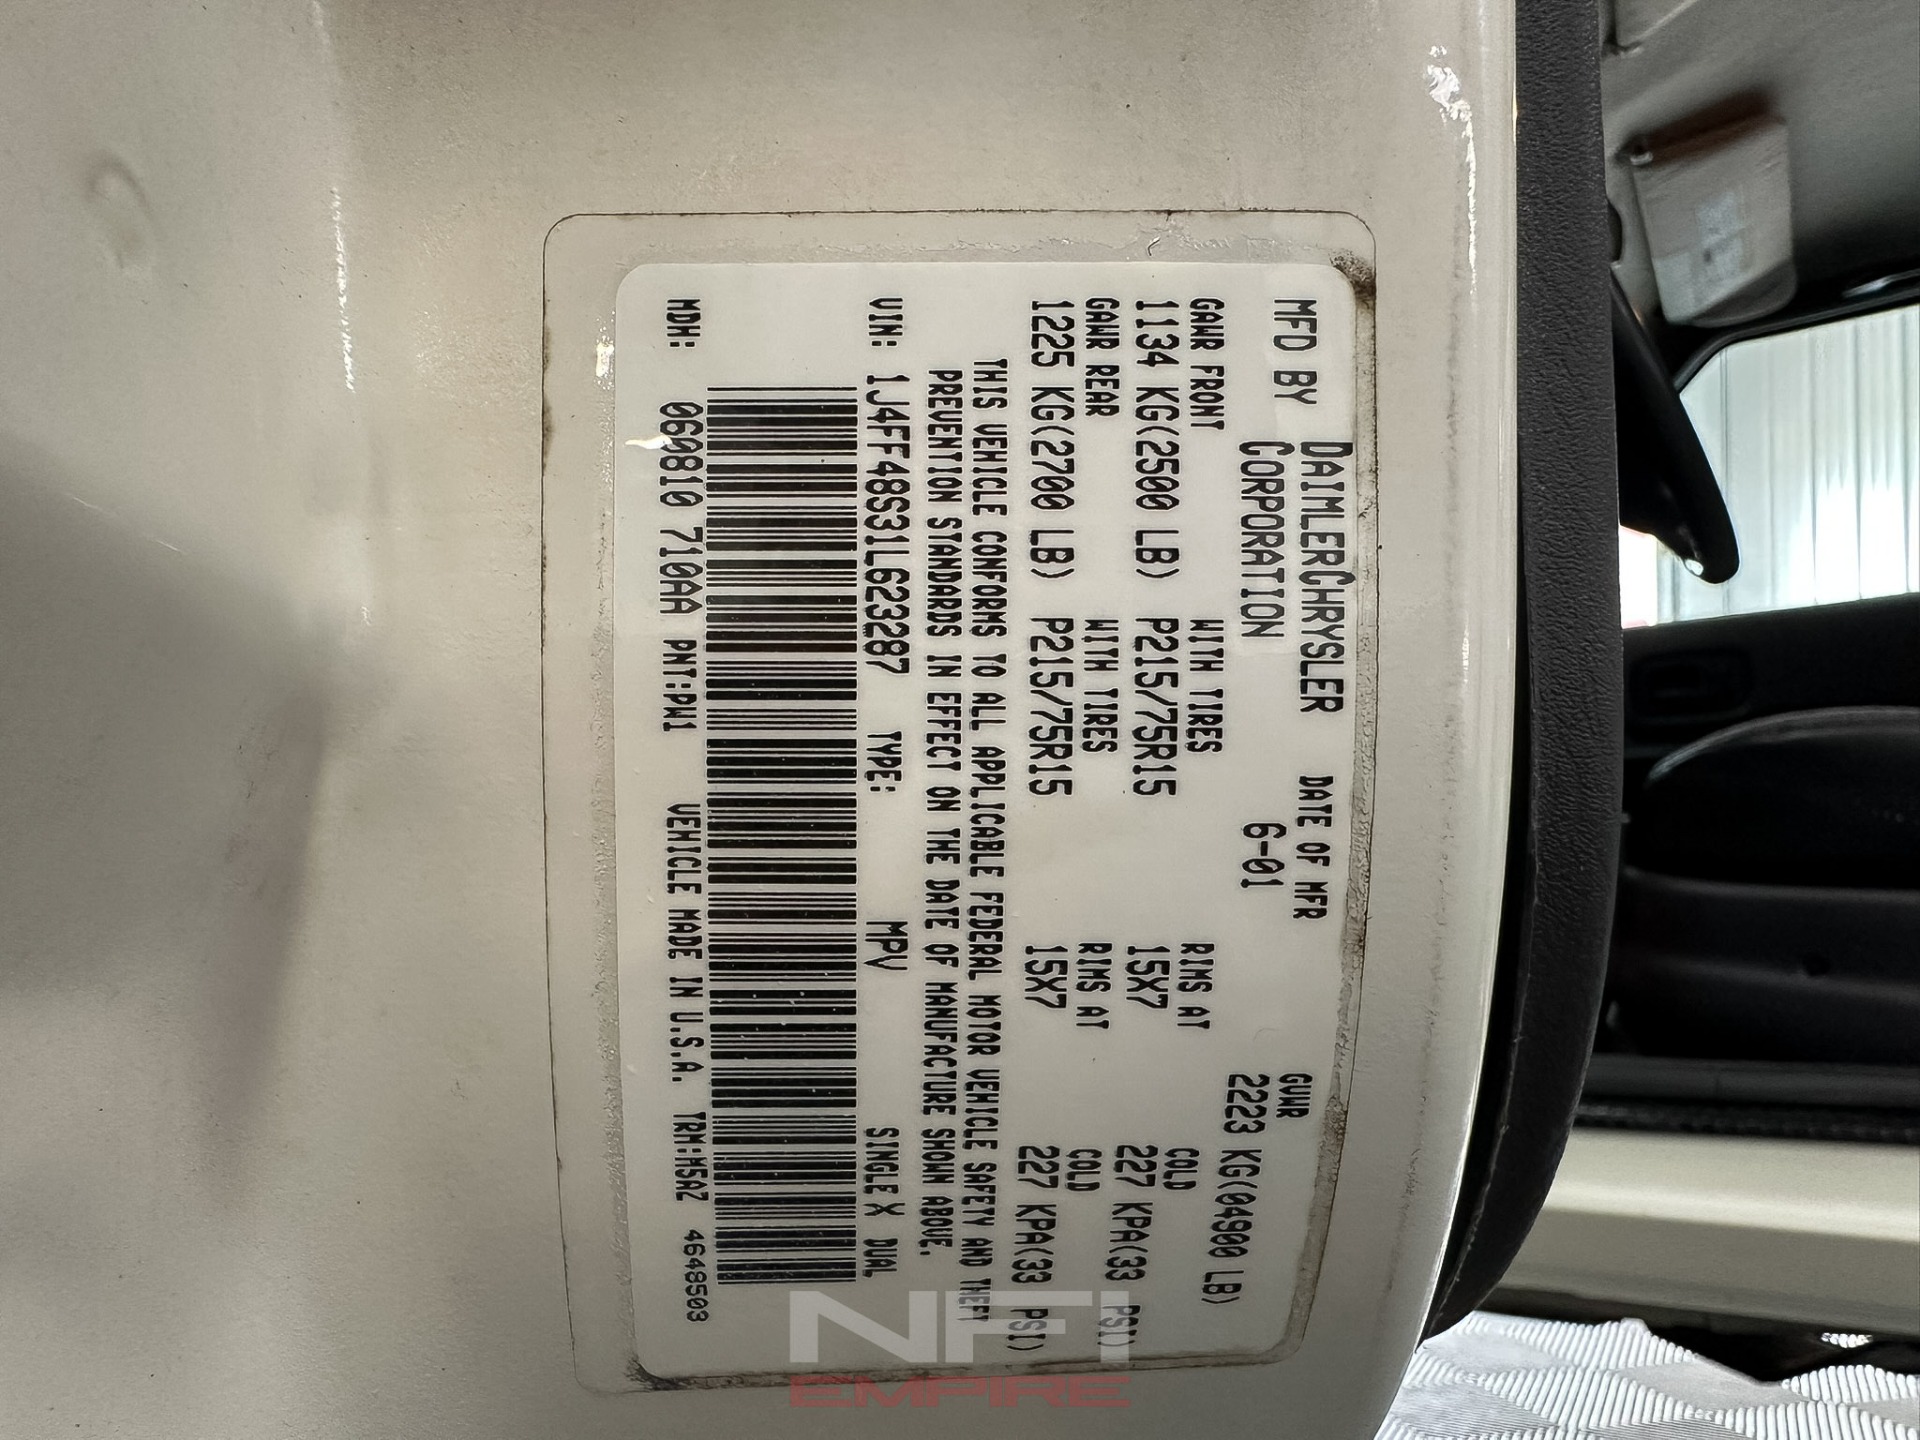 MFD BY DAIMLERCHRYSLER CORPORATION DATE OF MFR 6-01 GVWR 2223 KG(04900 LB)
GAWR FRONT WITH TIRES RIMS AT COLD
1134 KG(2500 LB) P215/75R15 15X7 227 KPA(33 PSI)
GAWR REAR WITH TIRES RIMS AT COLD
1225 KG(2700 LB) P215/75R15 15X7 227 KPA(33 PSI)
THIS VEHICLE CONFORMS TO ALL APPLICABLE FEDERAL MOTOR VEHICLE SAFETY AND THEFT
PREVENTION STANDARDS IN EFFECT ON THE DATE OF MANUFACTURE SHOWN ABOVE.
VIN: 1J4FF48S31L623287 TYPE: MPV SINGLE X DUAL
MDH: 060810 710AA PNT:PW1 VEHICLE MADE IN U.S.A. TRM:M5AZ 4648503
NFI
EMPIRE